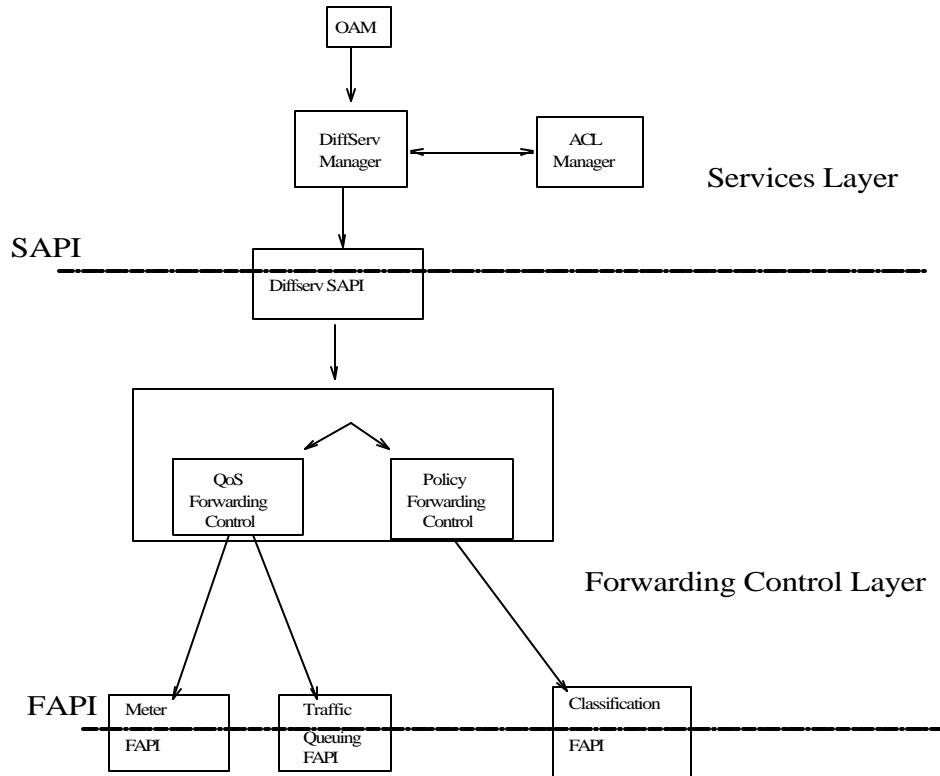 OAM
DiffServ
Manager
ACL
Manager
Services Layer
SAPI
Diffserv SAPI
QoS
Forwarding
Control
Policy
Forwarding
Control
Forwarding Control Layer
FAPI
Meter
FAPI
Traffic
Queuing
FAPI
Classification
FAPI